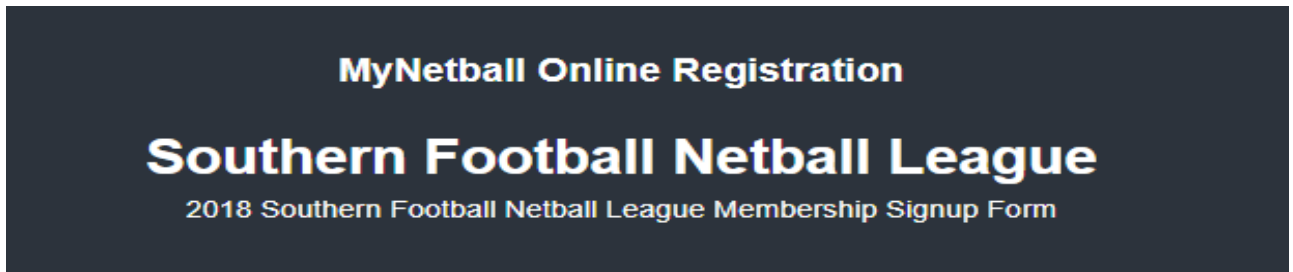 MyNetball Online Registration
Southern Football Netball League
2018 Southern Football Netball League Membership Signup Form